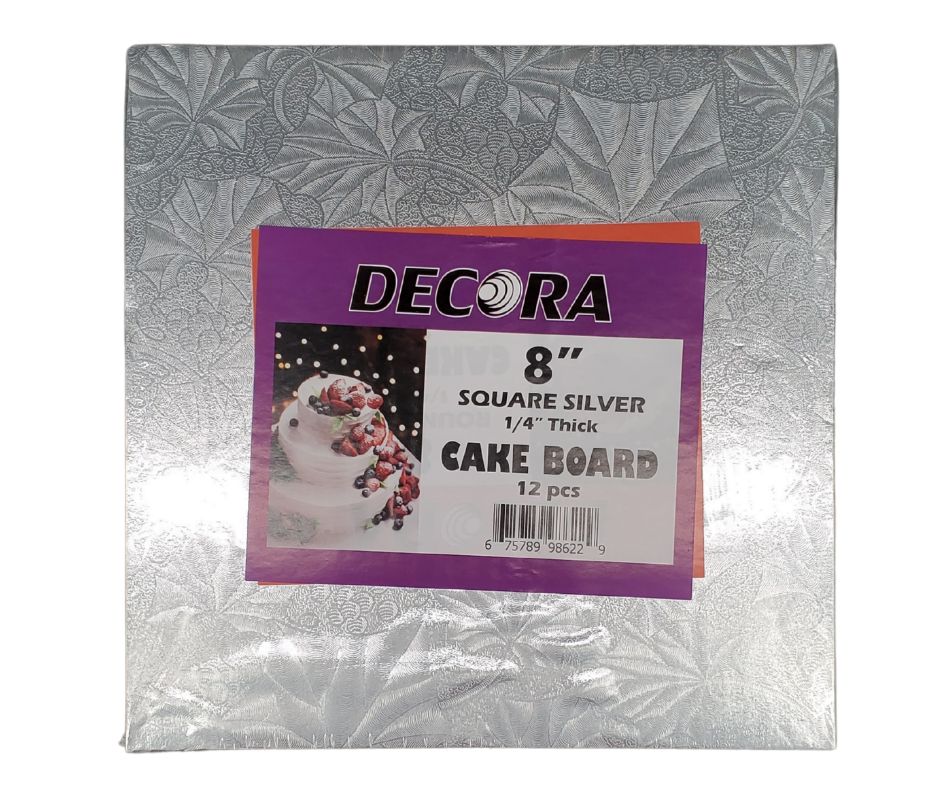 DECORA
8"
SQUARE SILVER
1/4" Thick
CAKE BOARD
12 pcs
6 75789 98622 9